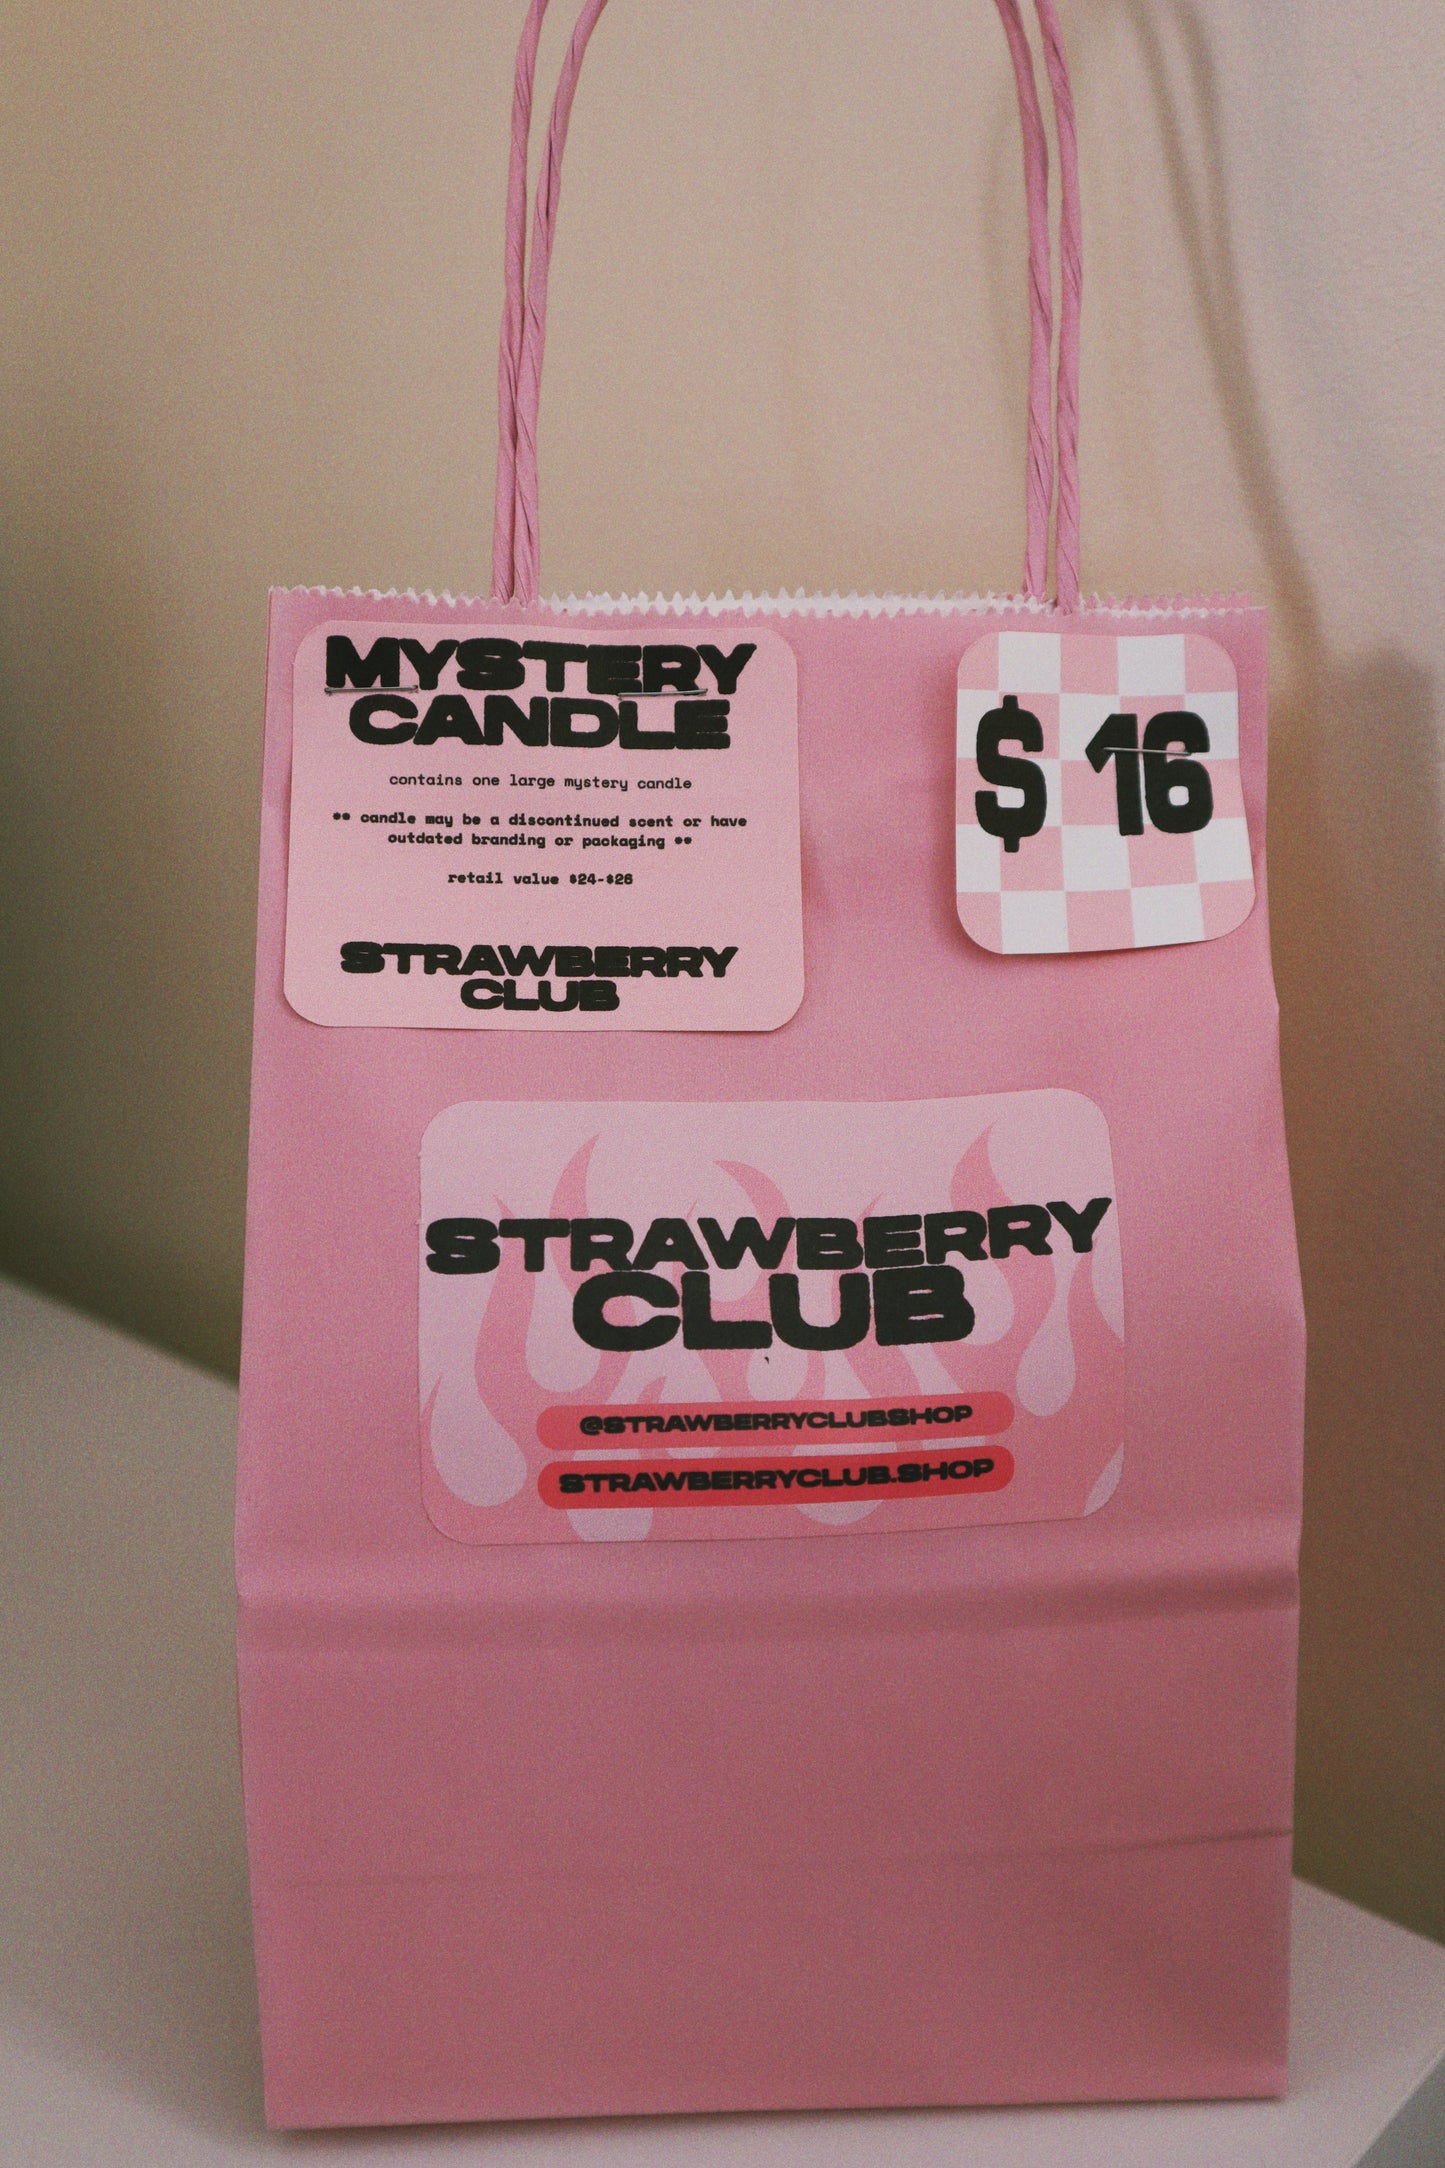 MYSTERY
CANDLE
contains one large mystery candle
** candle may be a discontinued scent or have
outdated branding or packaging **
retail value $24-$26
STRAWBERRY
CLUB
$ 16
STRAWBERRY
CLUB
@STRAWBERRYCLUBSHOP
STRAWBERRYCLUB.SHOP